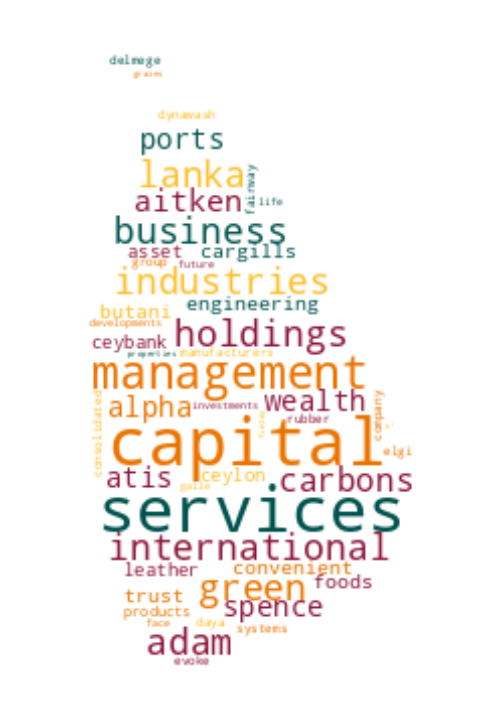 delmege
grains
dynawash
ports
lanka
fairway
aitken
life
business
asset cargills
group future
industries
engineering
butani
developments
holdings
ceybank
properties manufacturers
management
consolidated
alpha investments wealth
company
rubber
capital
elgi
atis ceylon carbons
galle
services
international
leather convenient
green foods
trust
products spence
face daya systems
adam
evoke